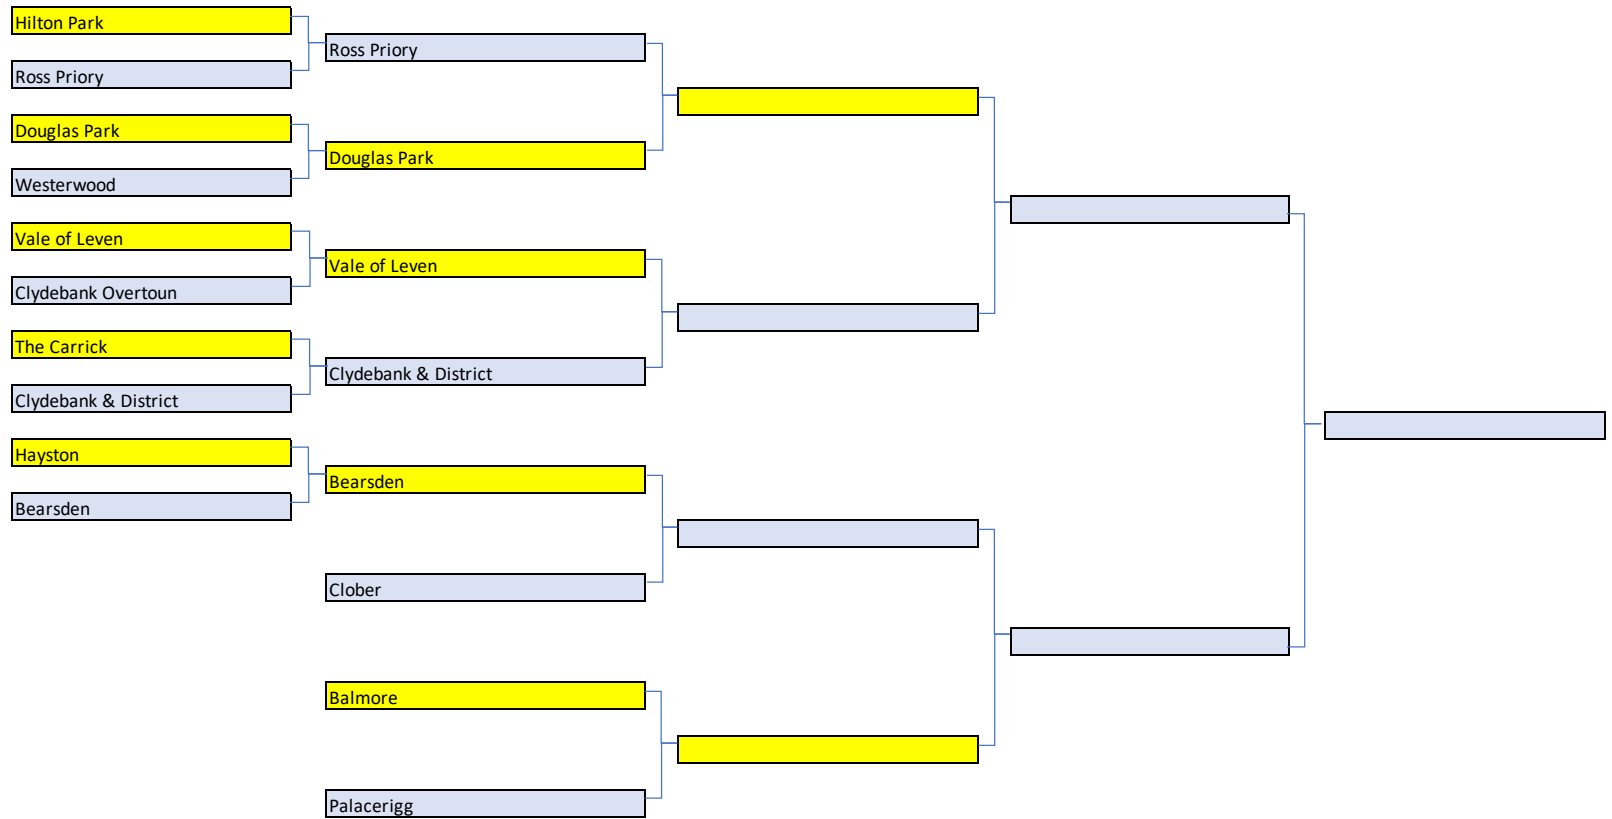 Hilton Park
Ross Priory
Ross Priory
Douglas Park
Douglas Park
Westerwood
Vale of Leven
Vale of Leven
Clydebank Overtoun
The Carrick
Clydebank & District
Clydebank & District
Hayston
Bearsden
Bearsden
Clober
Balmore
Palacerigg